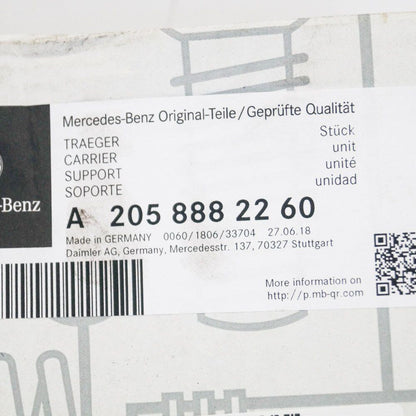 Mercedes-Benz Original-Teile/Geprüfte Qualität
TRAEGER Stück
CARRIER unit
SUPPORT unité
SOPORTE unidad
-Benz
A 205 888 22 60
Made in GERMANY 0060/1806/33704 27.06.18
Daimler AG, Germany, Mercedesstr. 137, 70327 Stuttgart
More information on
http://p.mb-qr.com